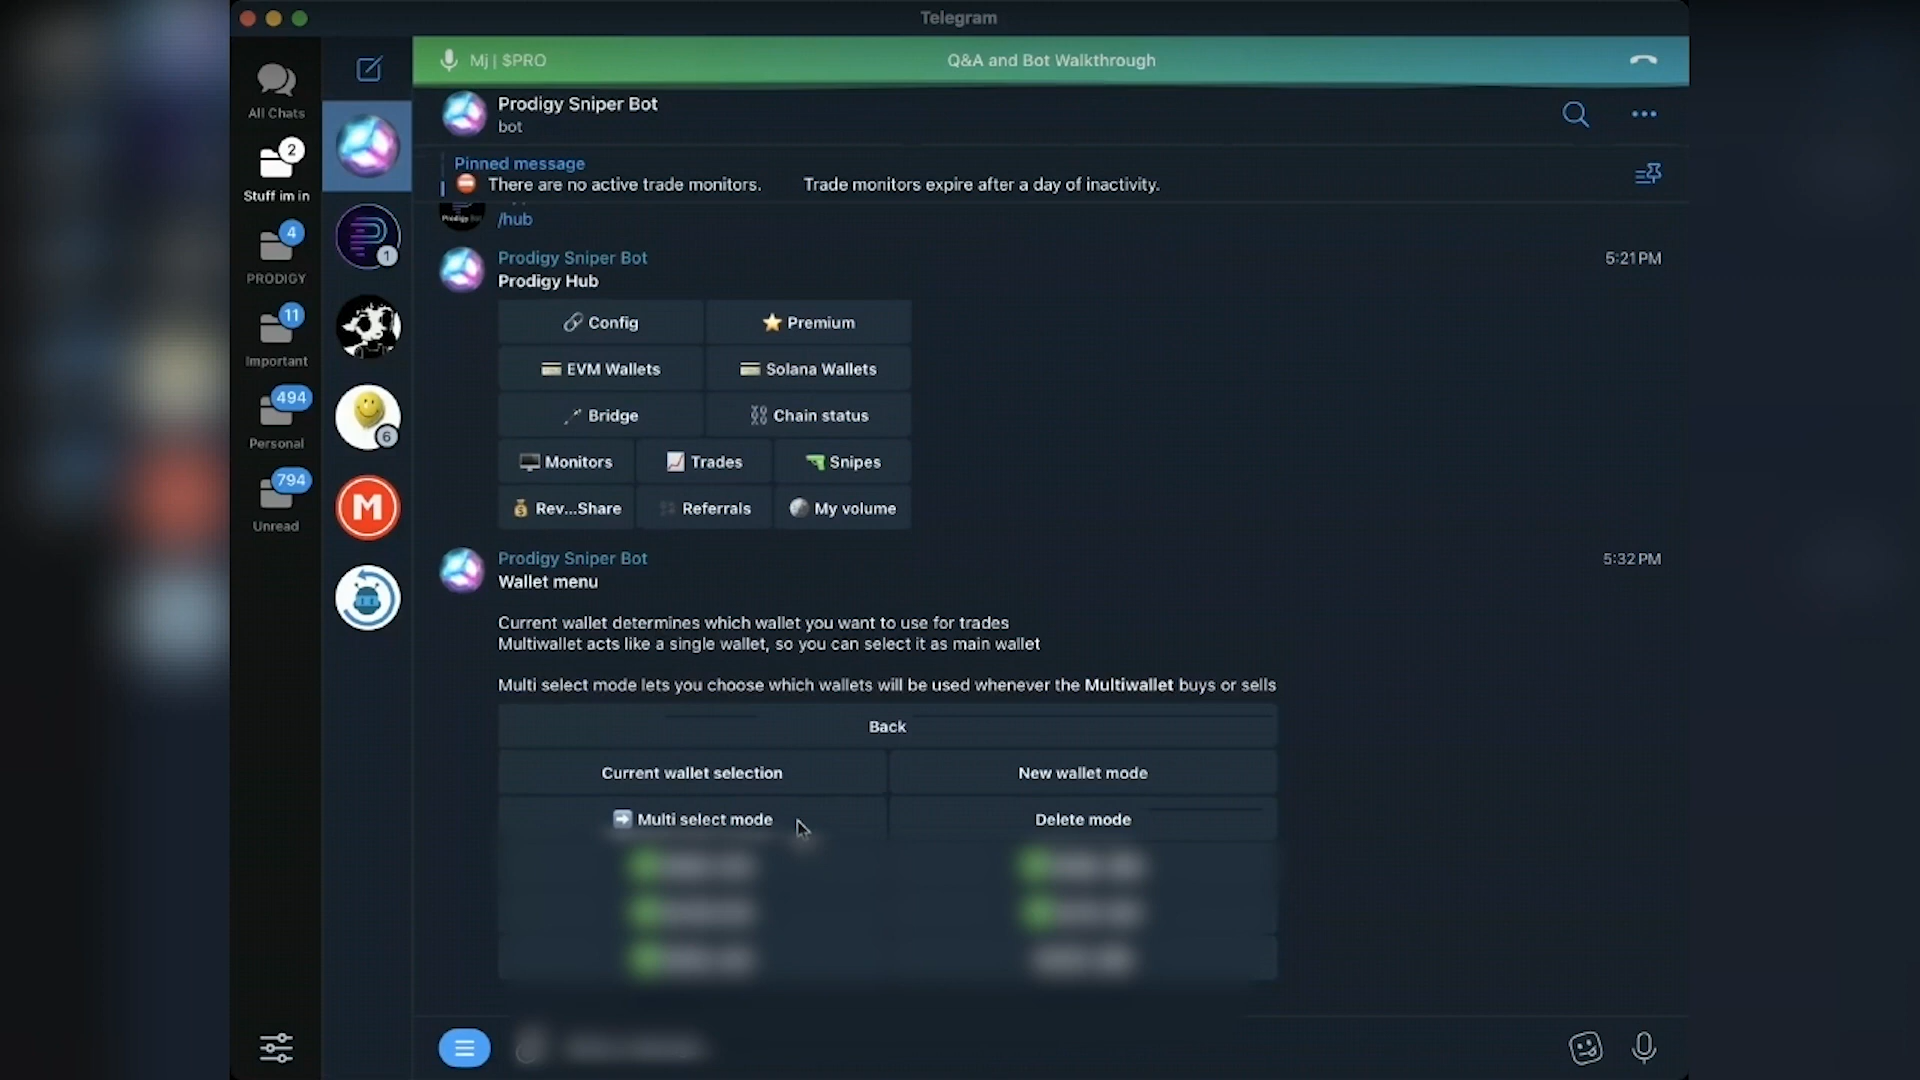 Telegram
Mj | $PRO
Q&A and Bot Walkthrough
All Chats
2
Stuff im in
4
PRODIGY
11
Important
494
Personal
794
Unread
1
6
M
Prodigy Sniper Bot
bot
Pinned message
There are no active trade monitors. Trade monitors expire after a day of inactivity.
/hub
Prodigy Sniper Bot
5:21 PM
Prodigy Hub
Config
Premium
EVM Wallets
Solana Wallets
Bridge
Chain status
Monitors
Trades
Snipes
Rev...Share
Referrals
My volume
Prodigy Sniper Bot
5:32 PM
Wallet menu
Current wallet determines which wallet you want to use for trades
Multiwallet acts like a single wallet, so you can select it as main wallet
Multi select mode lets you choose which wallets will be used whenever the Multiwallet buys or sells
Back
Current wallet selection
New wallet mode
Multi select mode
Delete mode